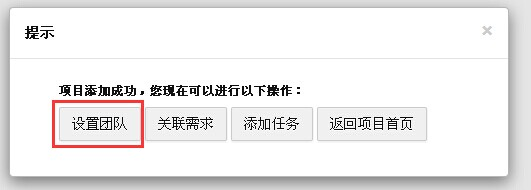 提示 ×
项目添加成功，您现在可以进行以下操作：
设置团队 关联需求 添加任务 返回项目首页